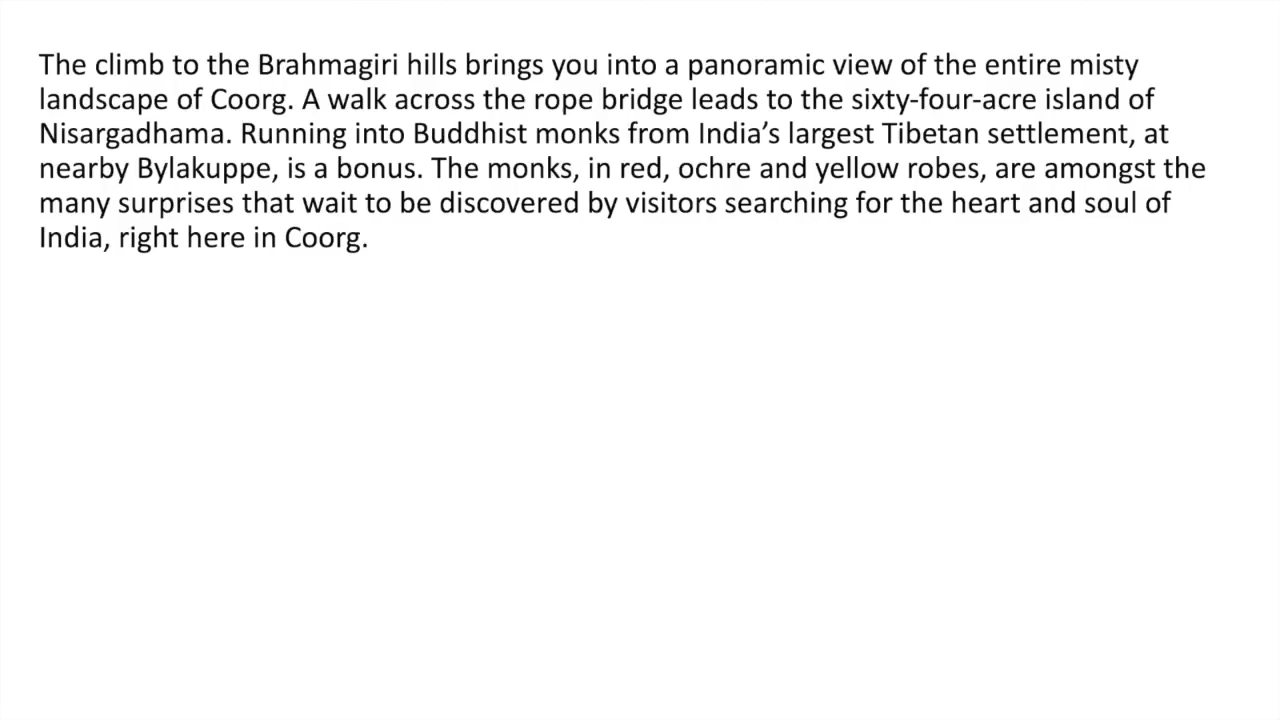 The climb to the Brahmagiri hills brings you into a panoramic view of the entire misty
landscape of Coorg. A walk across the rope bridge leads to the sixty-four-acre island of
Nisargadhama. Running into Buddhist monks from India’s largest Tibetan settlement, at
nearby Bylakuppe, is a bonus. The monks, in red, ochre and yellow robes, are amongst the
many surprises that wait to be discovered by visitors searching for the heart and soul of
India, right here in Coorg.